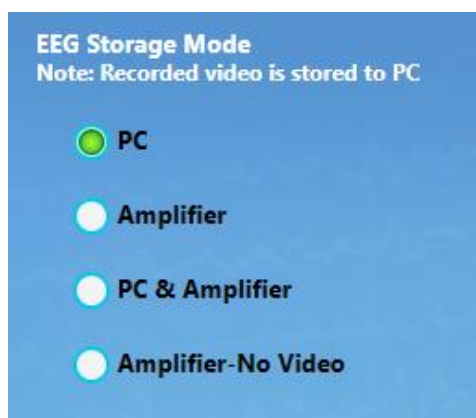 EEG Storage Mode
Note: Recorded video is stored to PC
PC
Amplifier
PC & Amplifier
Amplifier-No Video